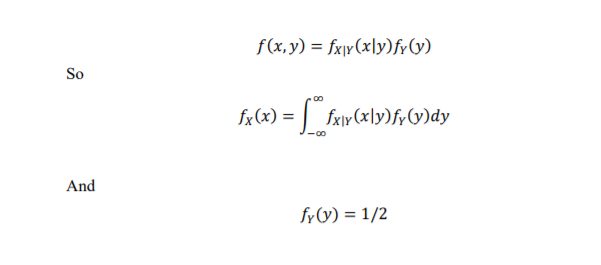 f(x, y) = f_{X|Y}(x|y)f_Y(y)
So
f_X(x) = ∫_{-∞}^{∞} f_{X|Y}(x|y)f_Y(y)dy
And
f_Y(y) = 1/2